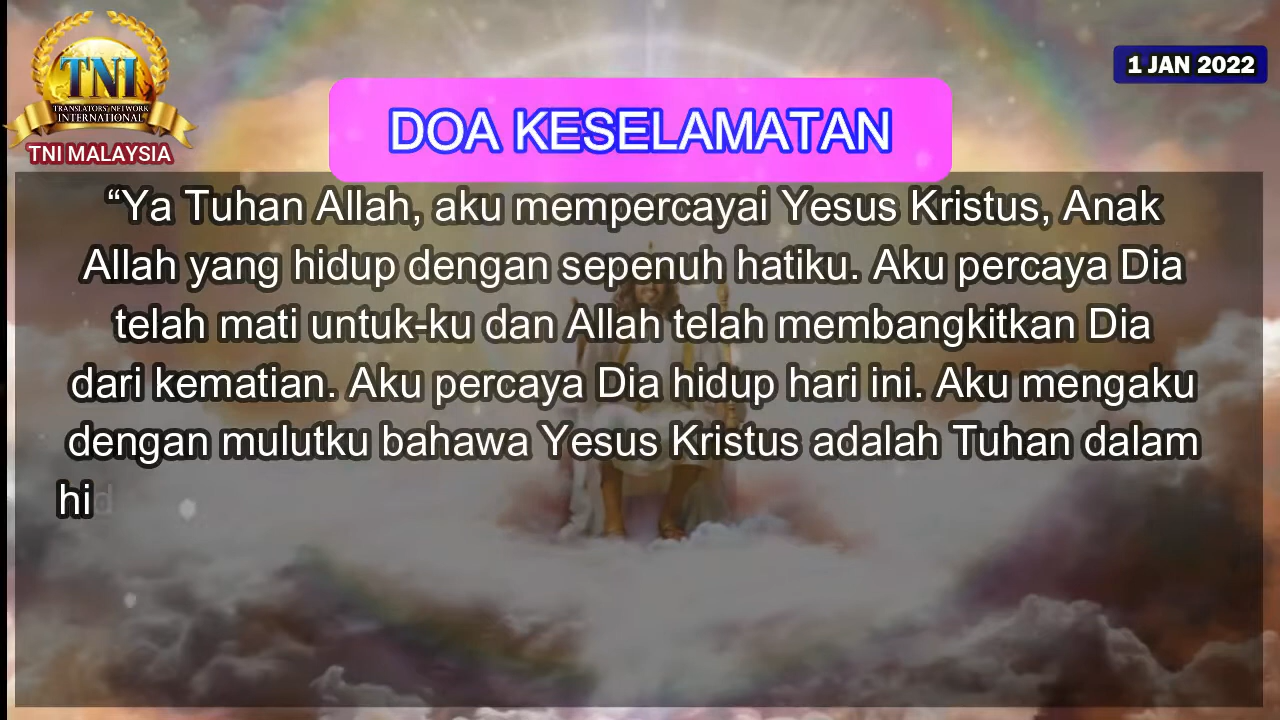 TNI
TRANSLATORS' NETWORK
INTERNATIONAL
TNI MALAYSIA
1 JAN 2022
DOA KESELAMATAN
“Ya Tuhan Allah, aku mempercayai Yesus Kristus, Anak
Allah yang hidup dengan sepenuh hatiku. Aku percaya Dia
telah mati untuk-ku dan Allah telah membangkitkan Dia
dari kematian. Aku percaya Dia hidup hari ini. Aku mengaku
dengan mulutku bahawa Yesus Kristus adalah Tuhan dalam
hid